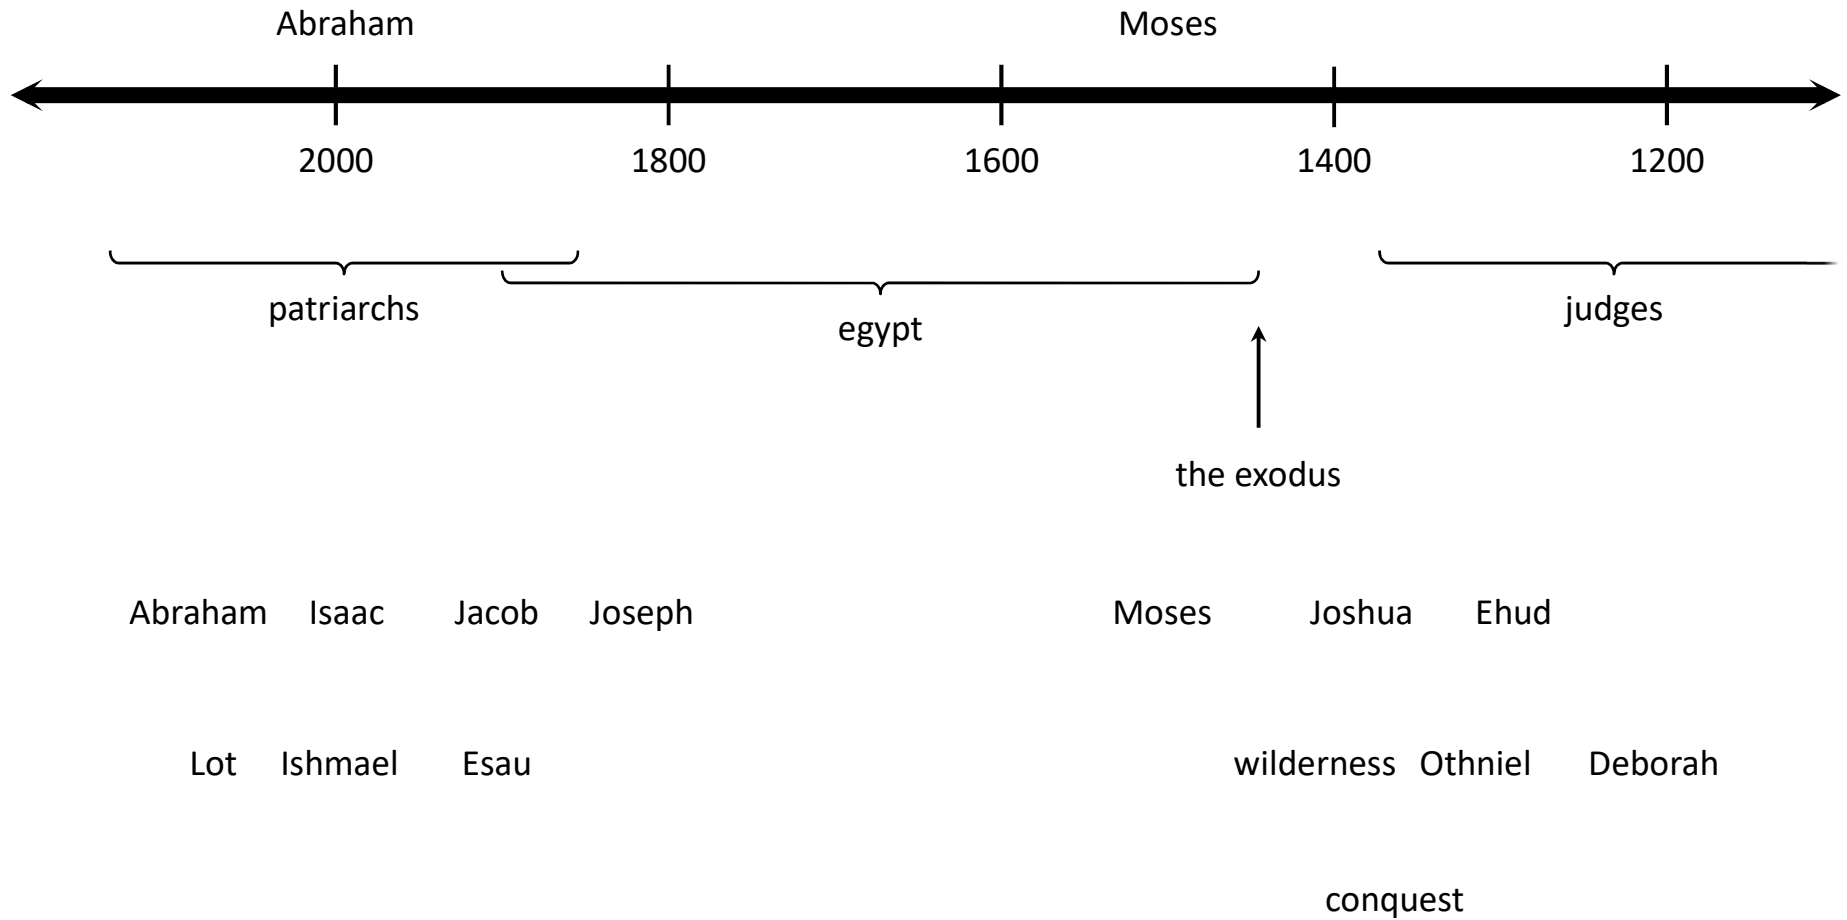 Abraham Moses
2000 1800 1600 1400 1200
patriarchs egypt judges
the exodus
Abraham Isaac Jacob Joseph Moses Joshua Ehud
Lot Ishmael Esau wilderness Othniel Deborah
conquest